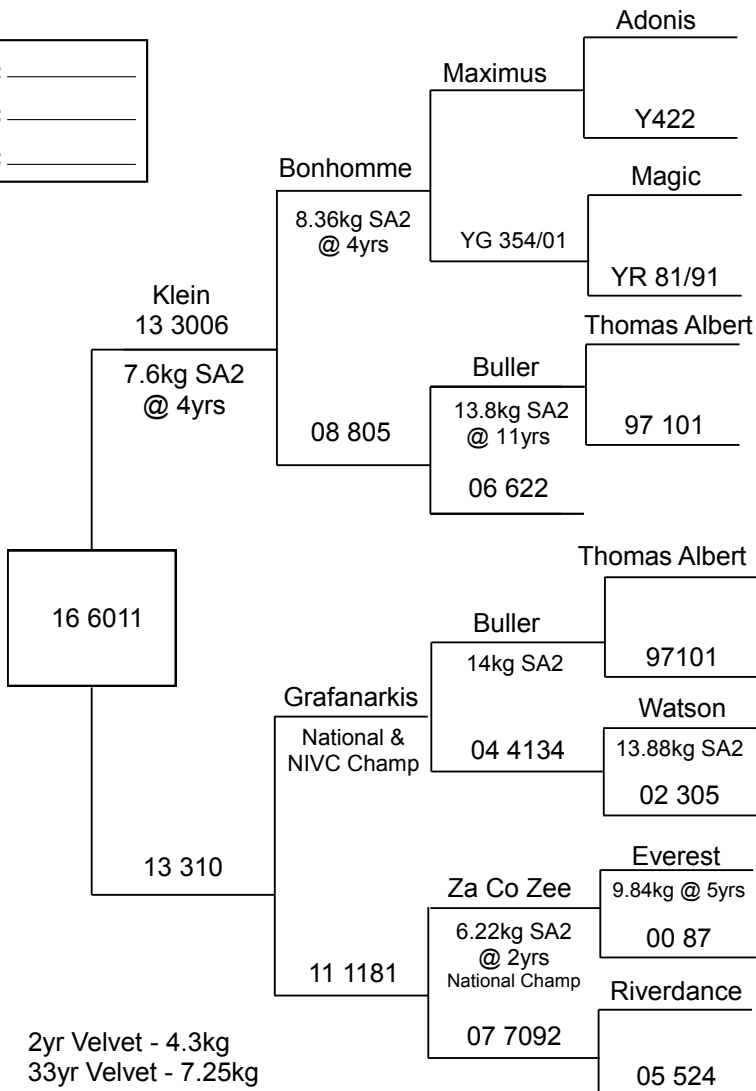 : 
: 
: 
Adonis
Maximus
Y422
Bonhomme
Magic
8.36kg SA2
@ 4yrs
YG 354/01
YR 81/91
Klein
13 3006
Thomas Albert
7.6kg SA2
@ 4yrs
Buller
13.8kg SA2
@ 11yrs
08 805
97 101
06 622
16 6011
Thomas Albert
Buller
14kg SA2
97101
Grafanarkis
National &
NIVC Champ
Watson
04 4134
13.88kg SA2
02 305
13 310
Everest
Za Co Zee
9.84kg @ 5yrs
6.22kg SA2
@ 2yrs
National Champ
00 87
11 1181
Riverdance
07 7092
05 524
2yr Velvet - 4.3kg
33yr Velvet - 7.25kg